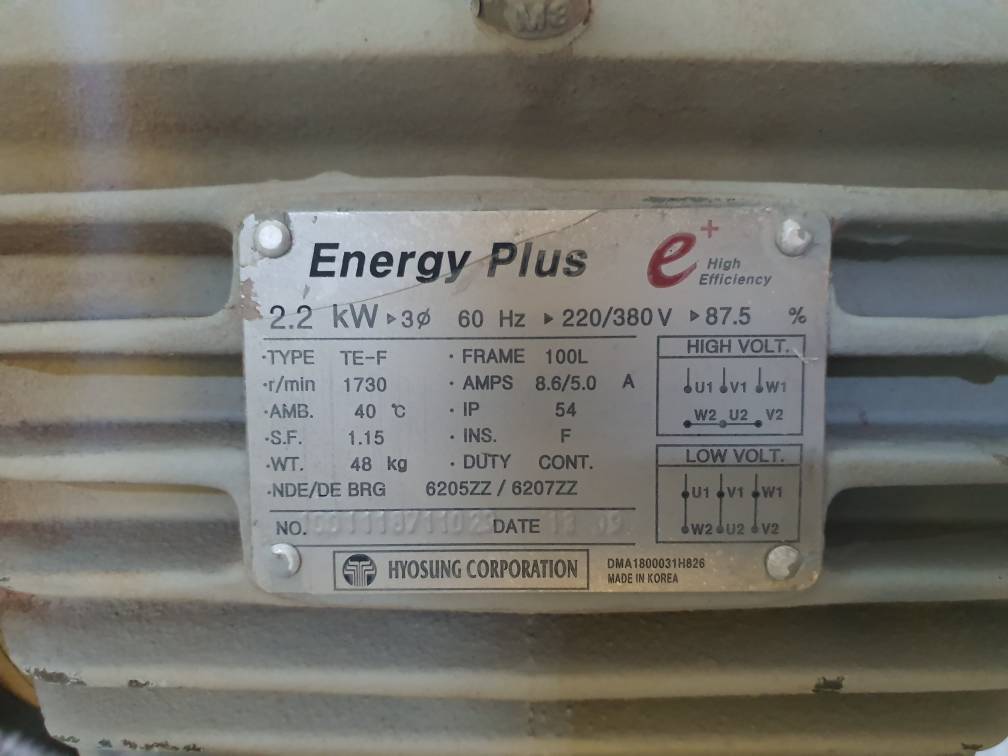 M3
Energy Plus e+ High Efficiency
2.2 kW ▸ 3ø 60 Hz ▸ 220/380 V ▸ 87.5 %
·TYPE TE-F · FRAME 100L
·r/min 1730 · AMPS 8.6/5.0 A
·AMB. 40 ℃ · IP 54
·S.F. 1.15 · INS. F
·WT. 48 kg · DUTY CONT.
·NDE/DE BRG 6205ZZ / 6207ZZ
NO. DATE
HIGH VOLT.
U1 V1 W1
W2 U2 V2
LOW VOLT.
U1 V1 W1
W2 U2 V2
HYOSUNG CORPORATION
DMA1800031H826
MADE IN KOREA